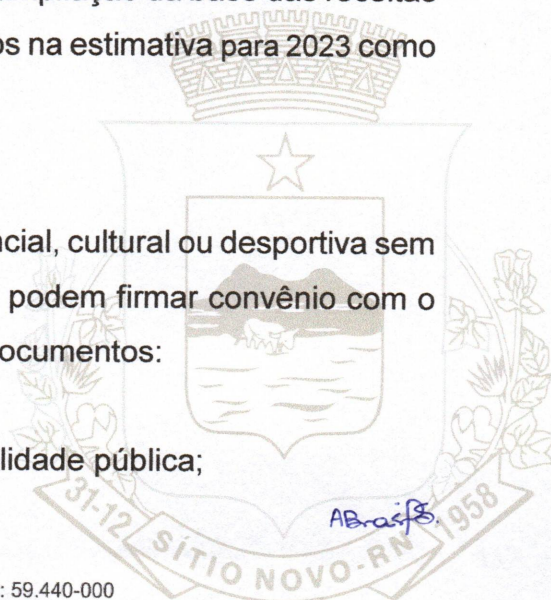 os na estimativa para 2023 como
ncial, cultural ou desportiva sem
podem firmar convênio com o
ocumentos:
lidade pública;
31-12 SÍTIO NOVO-RN 1958
: 59.440-000